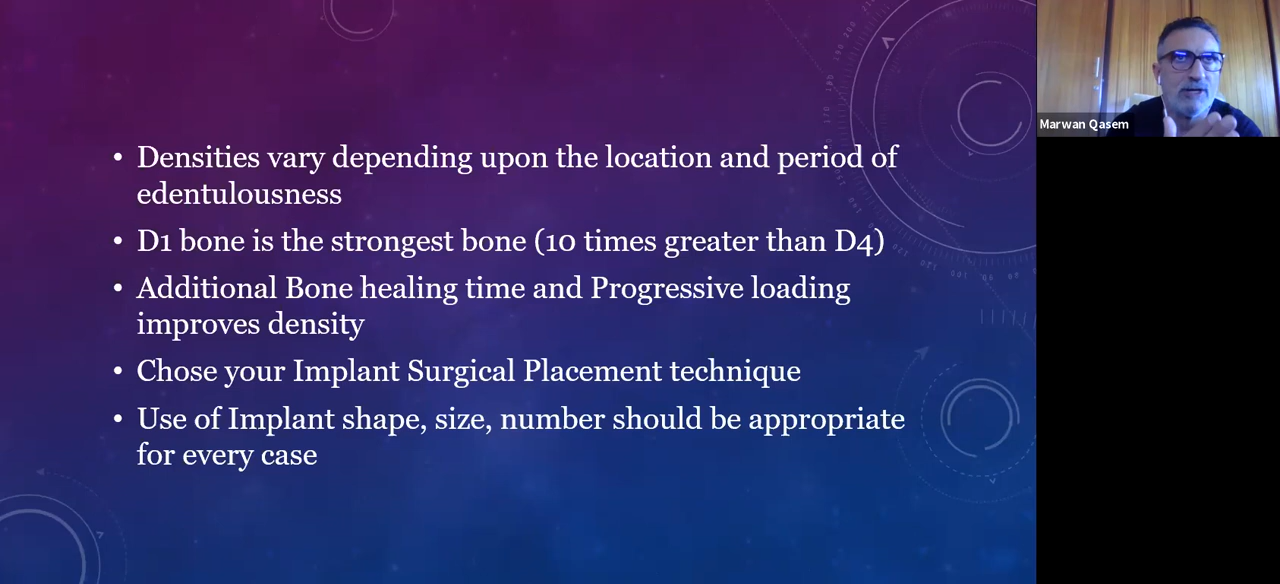 • Densities vary depending upon the location and period of
edentulousness
• D1 bone is the strongest bone (10 times greater than D4)
• Additional Bone healing time and Progressive loading
improves density
• Chose your Implant Surgical Placement technique
• Use of Implant shape, size, number should be appropriate
for every case
Marwan Qasem